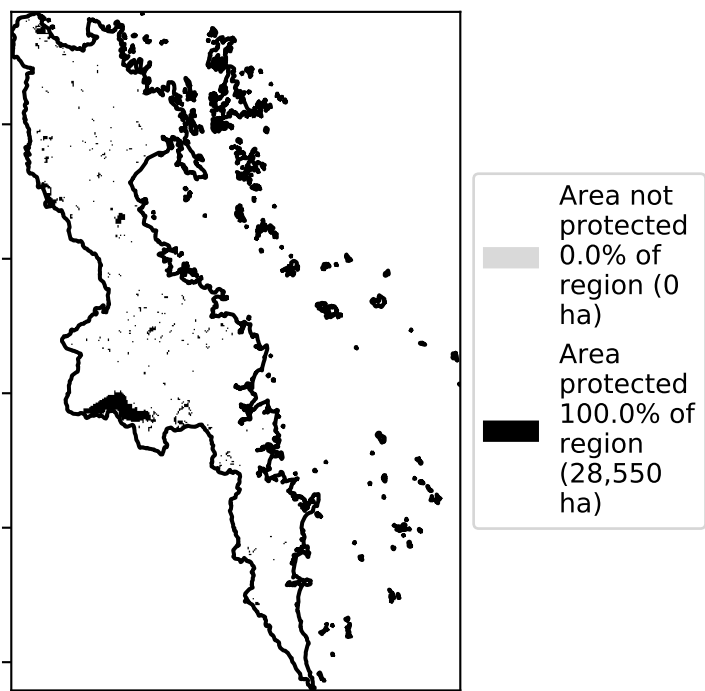 Area not
protected
0.0% of
region (0
ha)
Area
protected
100.0% of
region
(28,550
ha)